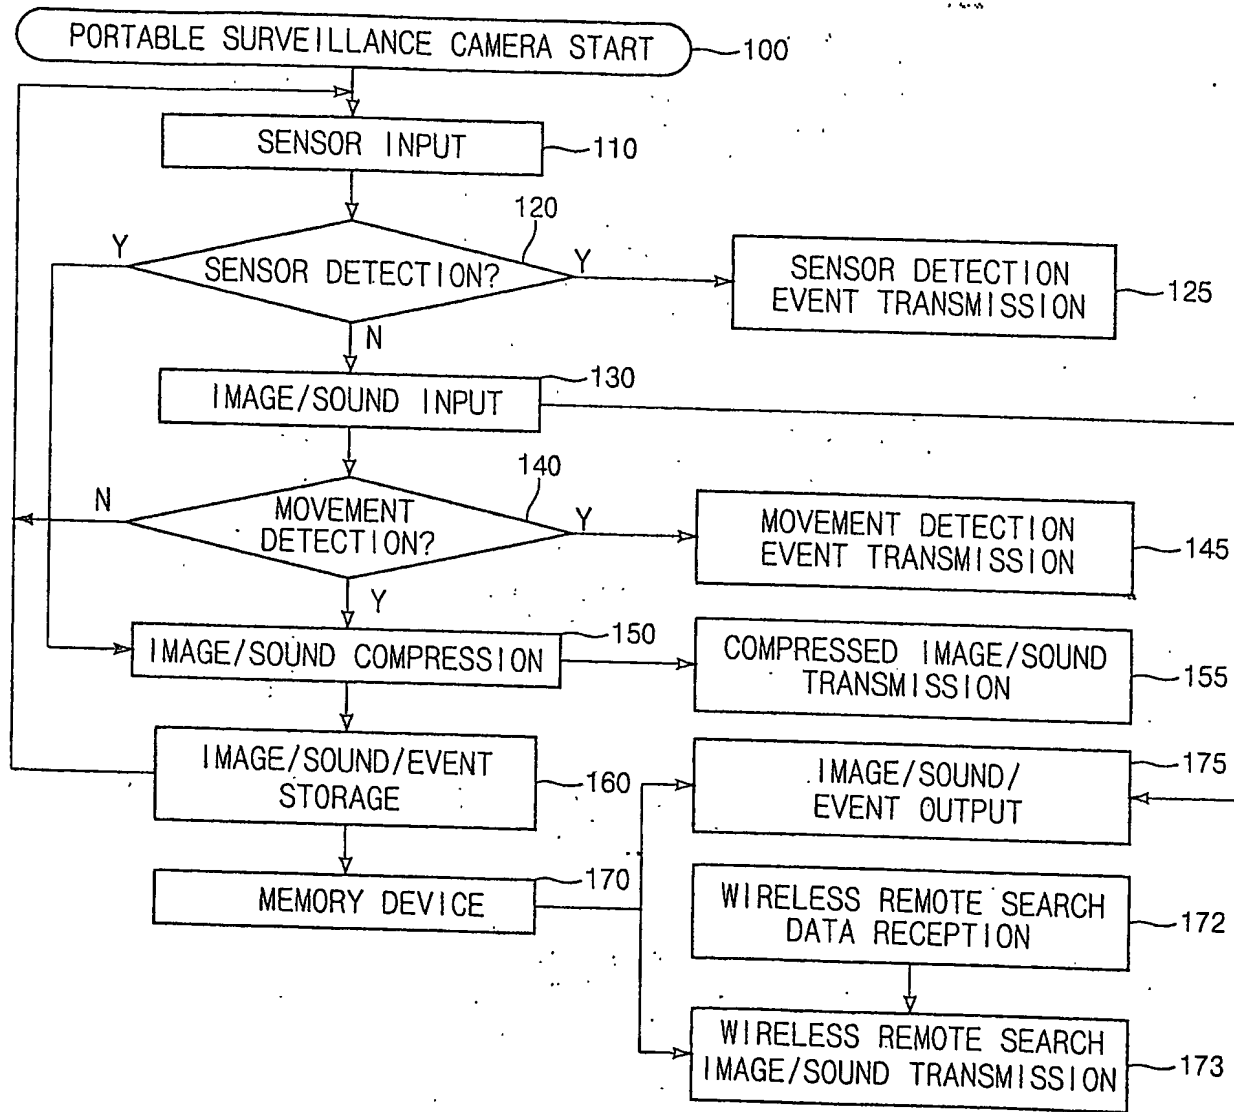 PORTABLE SURVEILLANCE CAMERA START
100
SENSOR INPUT
110
120
Y
SENSOR DETECTION?
Y
SENSOR DETECTION
EVENT TRANSMISSION
125
N
130
IMAGE/SOUND INPUT
140
N
MOVEMENT
DETECTION?
Y
MOVEMENT DETECTION
EVENT TRANSMISSION
145
Y
150
IMAGE/SOUND COMPRESSION
COMPRESSED IMAGE/SOUND
TRANSMISSION
155
IMAGE/SOUND/EVENT
STORAGE
160
IMAGE/SOUND/
EVENT OUTPUT
175
170
MEMORY DEVICE
WIRELESS REMOTE SEARCH
DATA RECEPTION
172
WIRELESS REMOTE SEARCH
IMAGE/SOUND TRANSMISSION
173